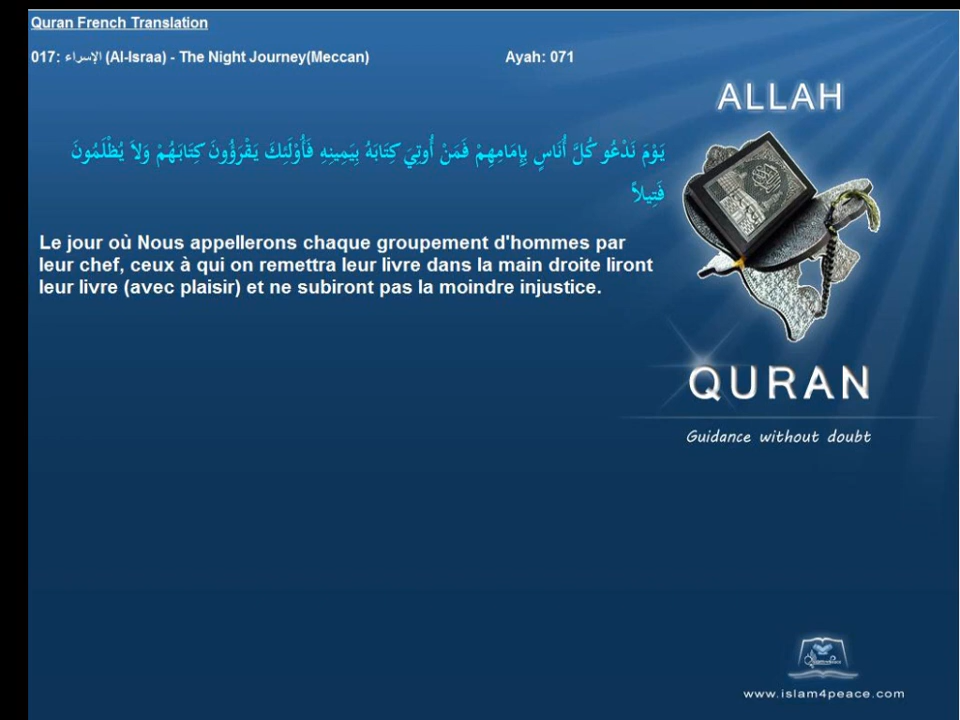 Quran French Translation
017: الإسراء (Al-Israa) - The Night Journey(Meccan) Ayah: 071
ALLAH
يَوْمَ نَدْعُو كُلَّ أُنَاسٍ بِإِمَامِهِمْ فَمَنْ أُوتِيَ كِتَابَهُ بِيَمِينِهِ فَأُوْلَئِكَ يَقْرَؤُونَ كِتَابَهُمْ وَلاَ يُظْلَمُونَ
فَتِيلاً
Le jour où Nous appellerons chaque groupement d'hommes par
leur chef, ceux à qui on remettra leur livre dans la main droite liront
leur livre (avec plaisir) et ne subiront pas la moindre injustice.
QURAN
Guidance without doubt
www.islam4peace.com